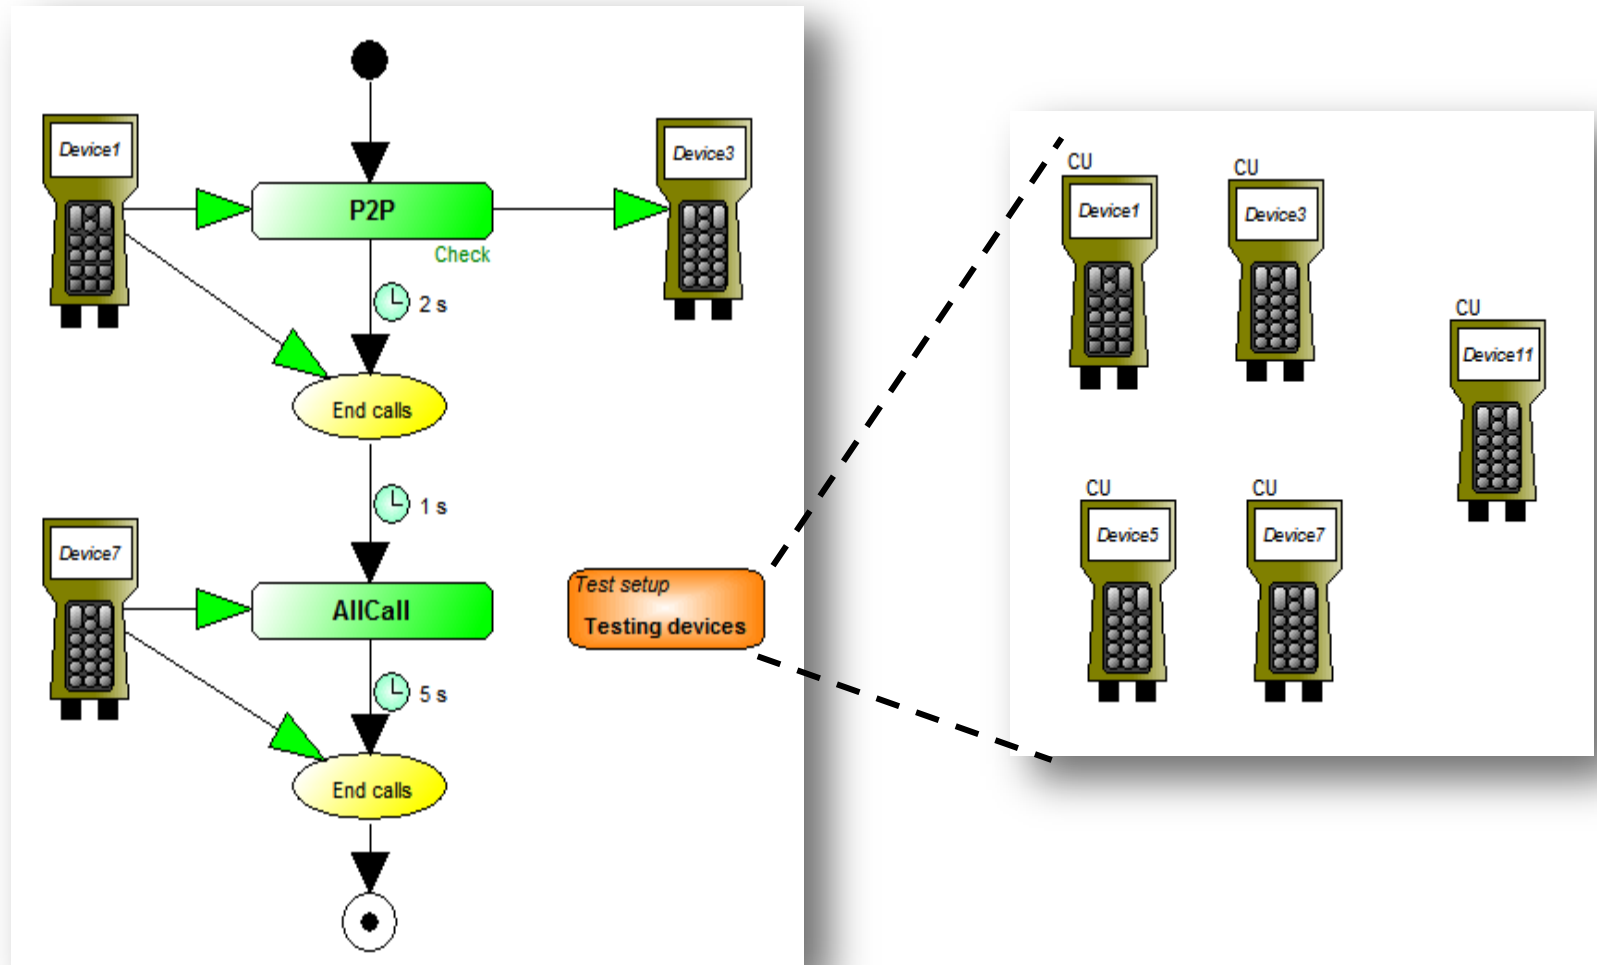 Device1
Device3
P2P
Check
2 s
End calls
1 s
Device7
AllCall
Test setup
Testing devices
5 s
End calls
CU
Device1
CU
Device3
CU
Device11
CU
Device5
CU
Device7